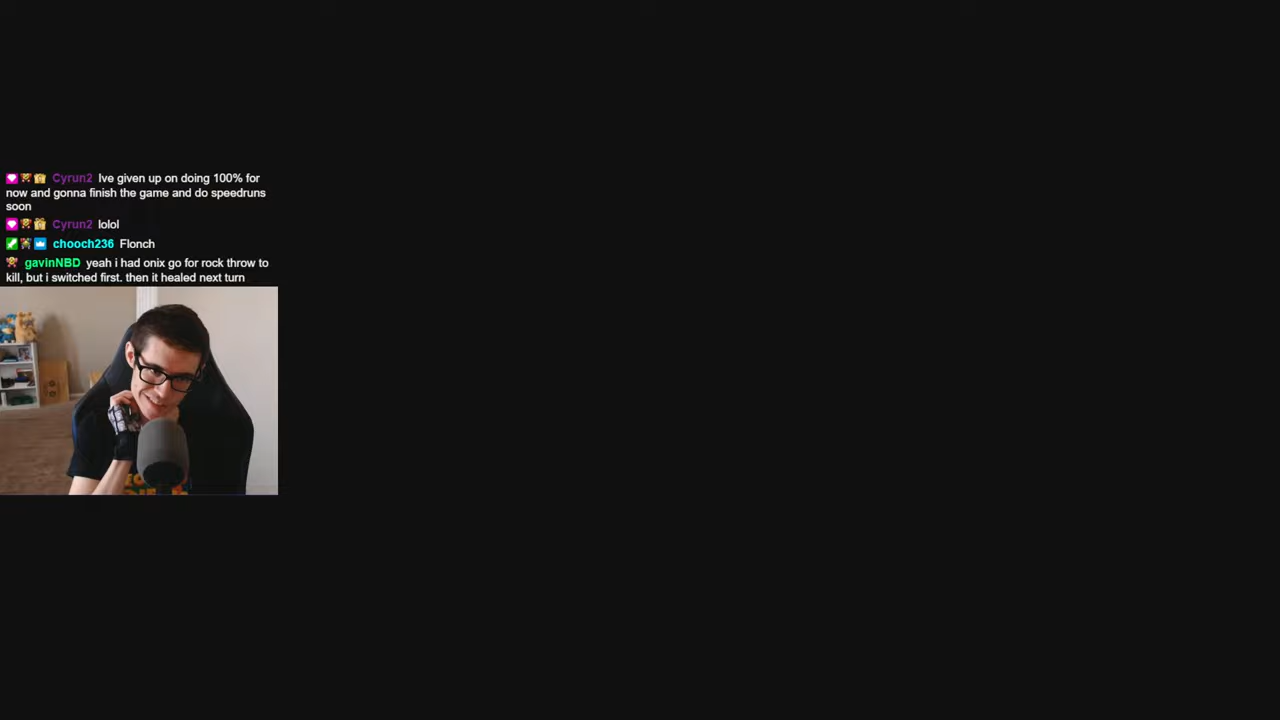 Cyrun2 Ive given up on doing 100% for
now and gonna finish the game and do speedruns
soon
Cyrun2 lolol
chooch236 Flonch
gavinNBD yeah i had onix go for rock throw to
kill, but i switched first. then it healed next turn